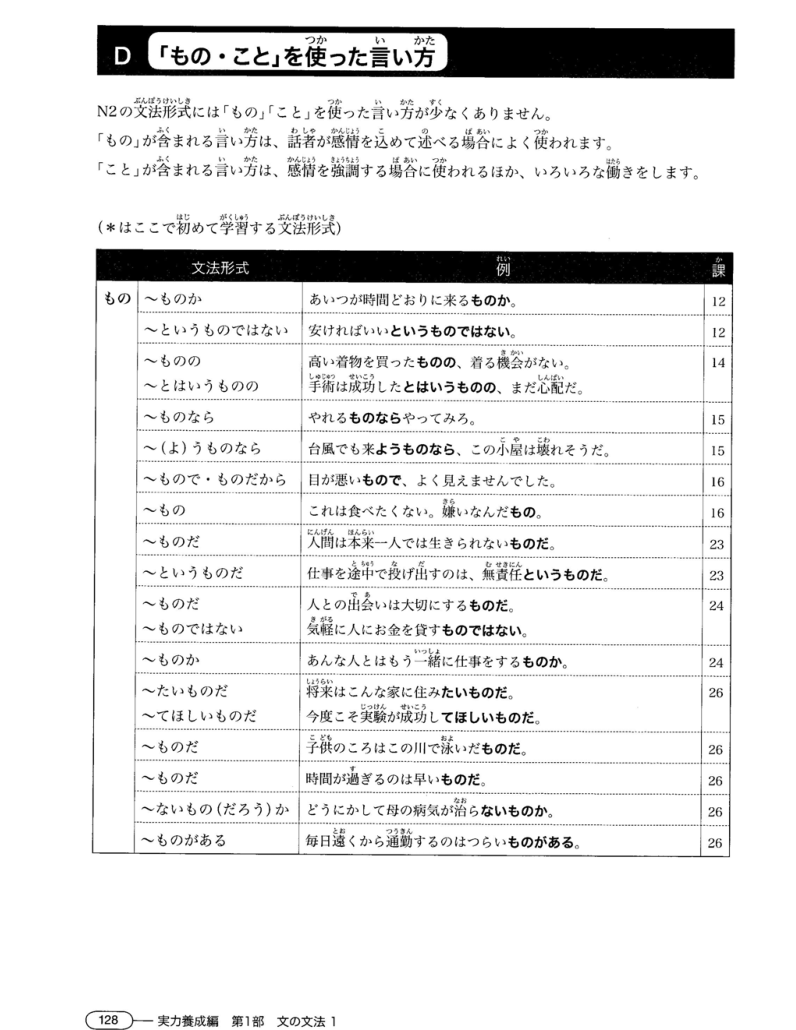 D 「もの・こと」を使った言い方
N2の文法形式には「もの」「こと」を使った言い方が少なくありません。
「もの」が含まれる言い方は、話者が感情を込めて述べる場合によく使われます。
「こと」が含まれる言い方は、感情を強調する場合に使われるほか、いろいろな働きをします。
(＊はここで初めて学習する文法形式)
文法形式 例 課
もの ～ものか あいつが時間どおりに来るものか。 12
～というものではない 安ければいいというものではない。 12
～ものの 高い着物を買ったものの、着る機会がない。 14
～とはいうものの 手術は成功したとはいうものの、まだ心配だ。
～ものなら やれるものならやってみろ。 15
～(よ)うものなら 台風でも来ようものなら、この小屋は壊れそうだ。 15
～もので・ものだから 目が悪いもので、よく見えませんでした。 16
～もの これは食べたくない。嫌いなんだもの。 16
～ものだ 人間は本来一人では生きられないものだ。 23
～というものだ 仕事を途中で投げ出すのは、無責任というものだ。 23
～ものだ 人との出会いは大切にするものだ。 24
～ものではない 気軽に人にお金を貸すものではない。
～ものか あんな人とはもう一緒に仕事をするものか。 24
～たいものだ 将来はこんな家に住みたいものだ。 26
～てほしいものだ 今度こそ実験が成功してほしいものだ。
～ものだ 子供のころはこの川で泳いだものだ。 26
～ものだ 時間が過ぎるのは早いものだ。 26
～ないもの(だろう)か どうにかして母の病気が治らないものか。 26
～ものがある 毎日遠くから通勤するのはつらいものがある。 26
128 実力養成編 第1部 文の文法 1